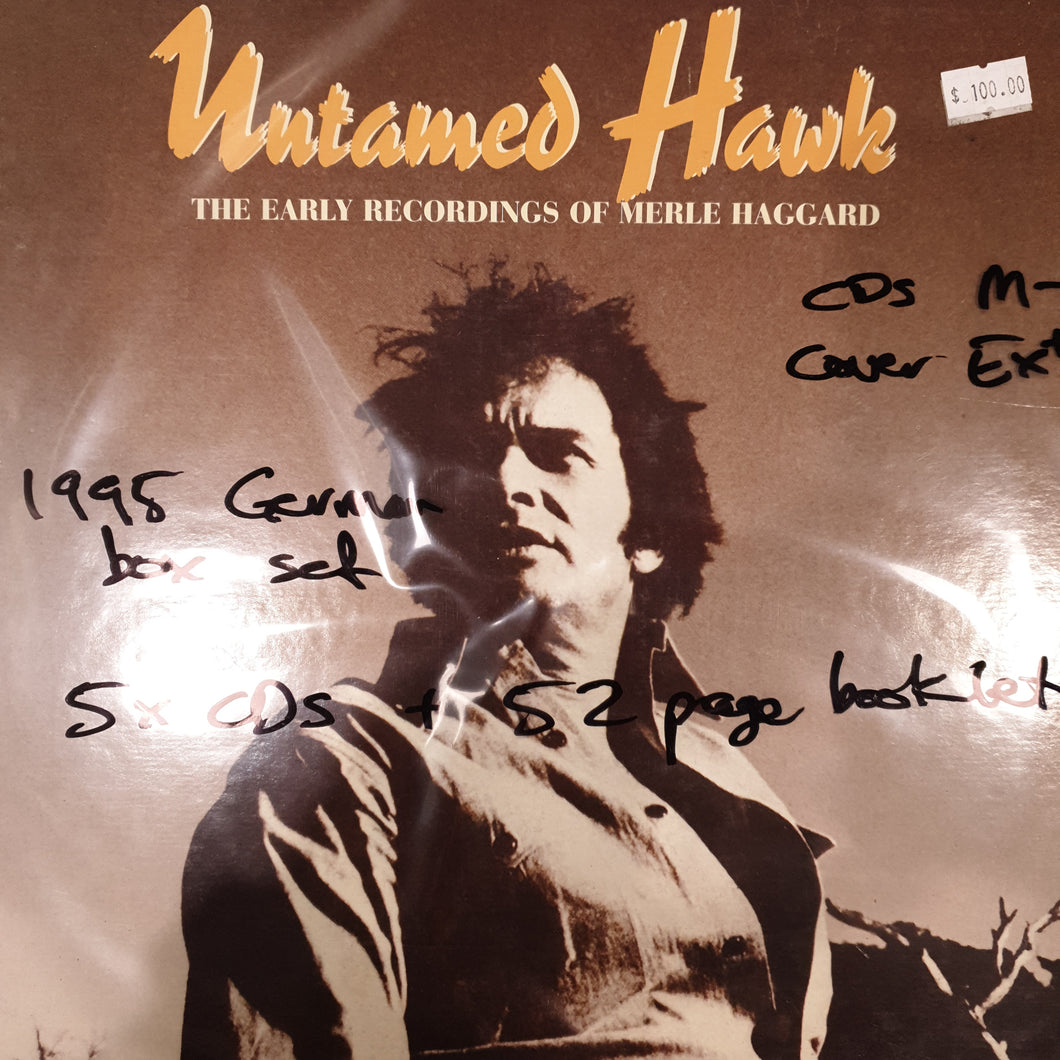 Untamed Hawk
$ 100.00
THE EARLY RECORDINGS OF MERLE HAGGARD
CDs M-
Cover Ex+
1995 German
box set
5x CDs + 52 page booklet